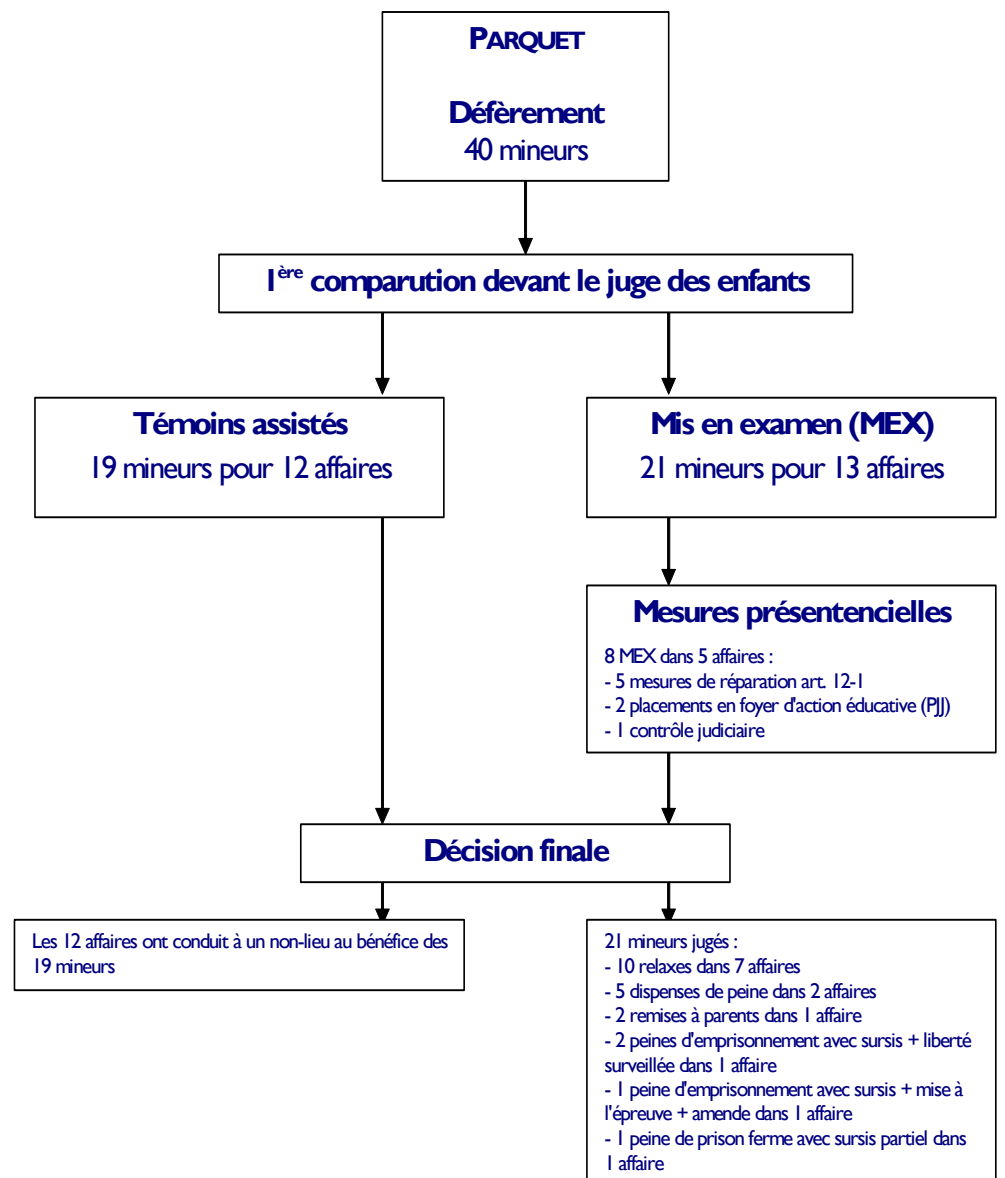 PARQUET
Défèrement
40 mineurs
1ère comparution devant le juge des enfants
Témoins assistés
19 mineurs pour 12 affaires
Mis en examen (MEX)
21 mineurs pour 13 affaires
Mesures présentencielles
8 MEX dans 5 affaires :
- 5 mesures de réparation art. 12-1
- 2 placements en foyer d'action éducative (PJJ)
- 1 contrôle judiciaire
Décision finale
Les 12 affaires ont conduit à un non-lieu au bénéfice des
19 mineurs
21 mineurs jugés :
- 10 relaxes dans 7 affaires
- 5 dispenses de peine dans 2 affaires
- 2 remises à parents dans 1 affaire
- 2 peines d'emprisonnement avec sursis + liberté
surveillée dans 1 affaire
- 1 peine d'emprisonnement avec sursis + mise à
l'épreuve + amende dans 1 affaire
- 1 peine de prison ferme avec sursis partiel dans
1 affaire